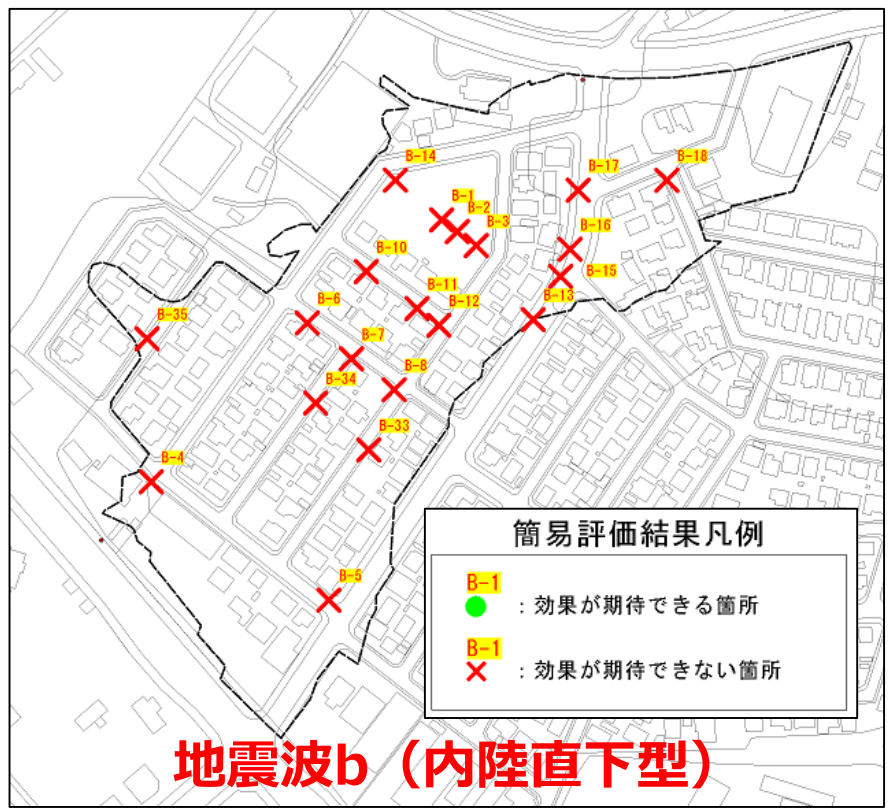 B-14
B-17
B-18
B-1
B-2
B-3
B-16
B-10
B-15
B-11
B-12
B-13
B-6
B-35
B-7
B-8
B-34
B-33
B-4
B-5
簡易評価結果凡例
B-1
：効果が期待できる箇所
B-1
：効果が期待できない箇所
地震波b（内陸直下型）